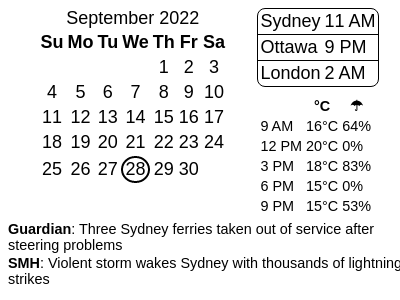 September 2022
Su Mo Tu We Th Fr Sa
1 2 3
4 5 6 7 8 9 10
11 12 13 14 15 16 17
18 19 20 21 22 23 24
25 26 27 28 29 30
Sydney 11 AM
Ottawa 9 PM
London 2 AM
°C ☂
9 AM 16°C 64%
12 PM 20°C 0%
3 PM 18°C 83%
6 PM 15°C 0%
9 PM 15°C 53%
Guardian: Three Sydney ferries taken out of service after
steering problems
SMH: Violent storm wakes Sydney with thousands of lightning
strikes